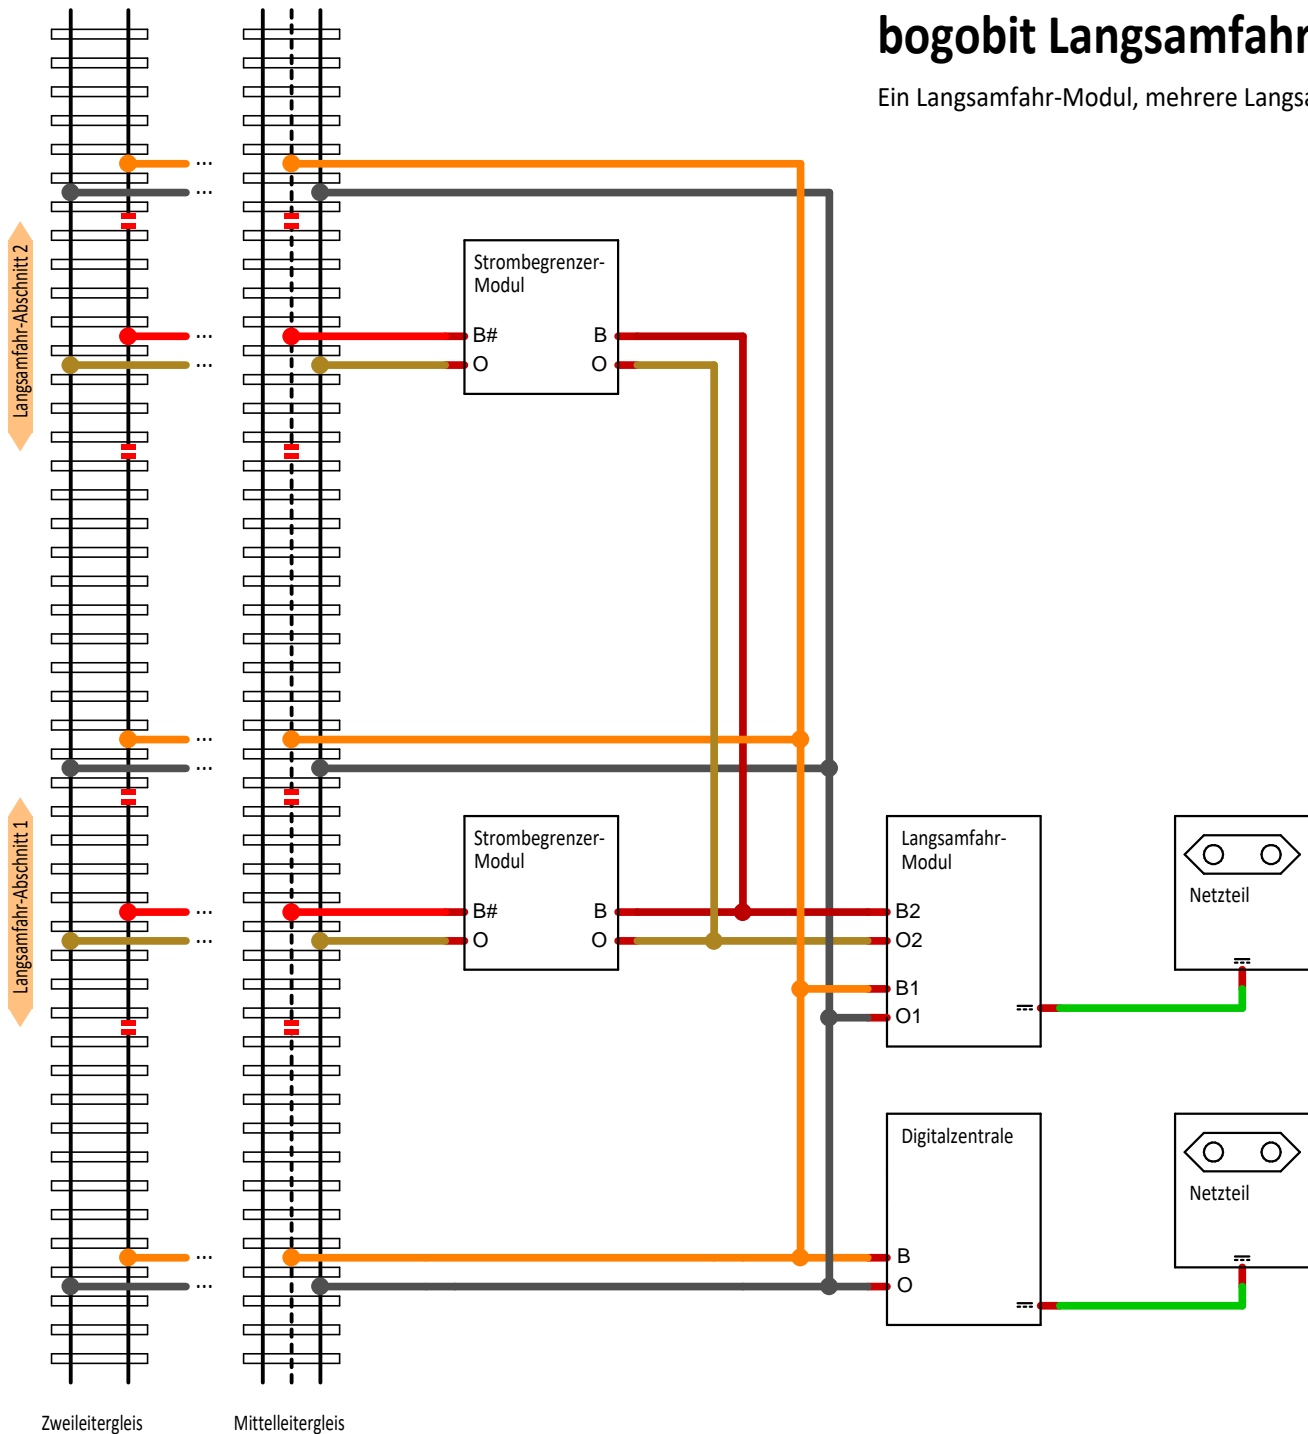 bogobit Langsamfahr
Ein Langsamfahr-Modul, mehrere Langsa
...
...
Langsamfahr-Abschnitt 2
Strombegrenzer-
Modul
... B# B
... O O
...
...
Langsamfahr-Abschnitt 1
Strombegrenzer-
Modul
Langsamfahr-
Modul
Netzteil
... B# B B2
... O O O2
B1
O1
Digitalzentrale
Netzteil
... B
... O
Zweileitergleis Mittelleitergleis